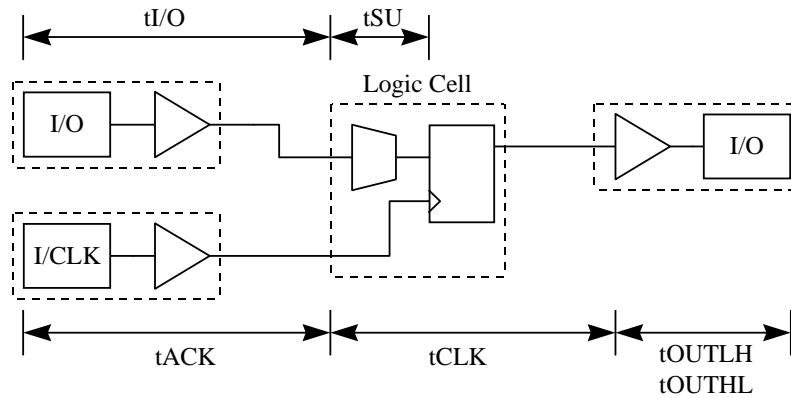 tI/O
tSU
Logic Cell
I/O
I/O
I/CLK
tACK
tCLK
tOUTLH
tOUTHL